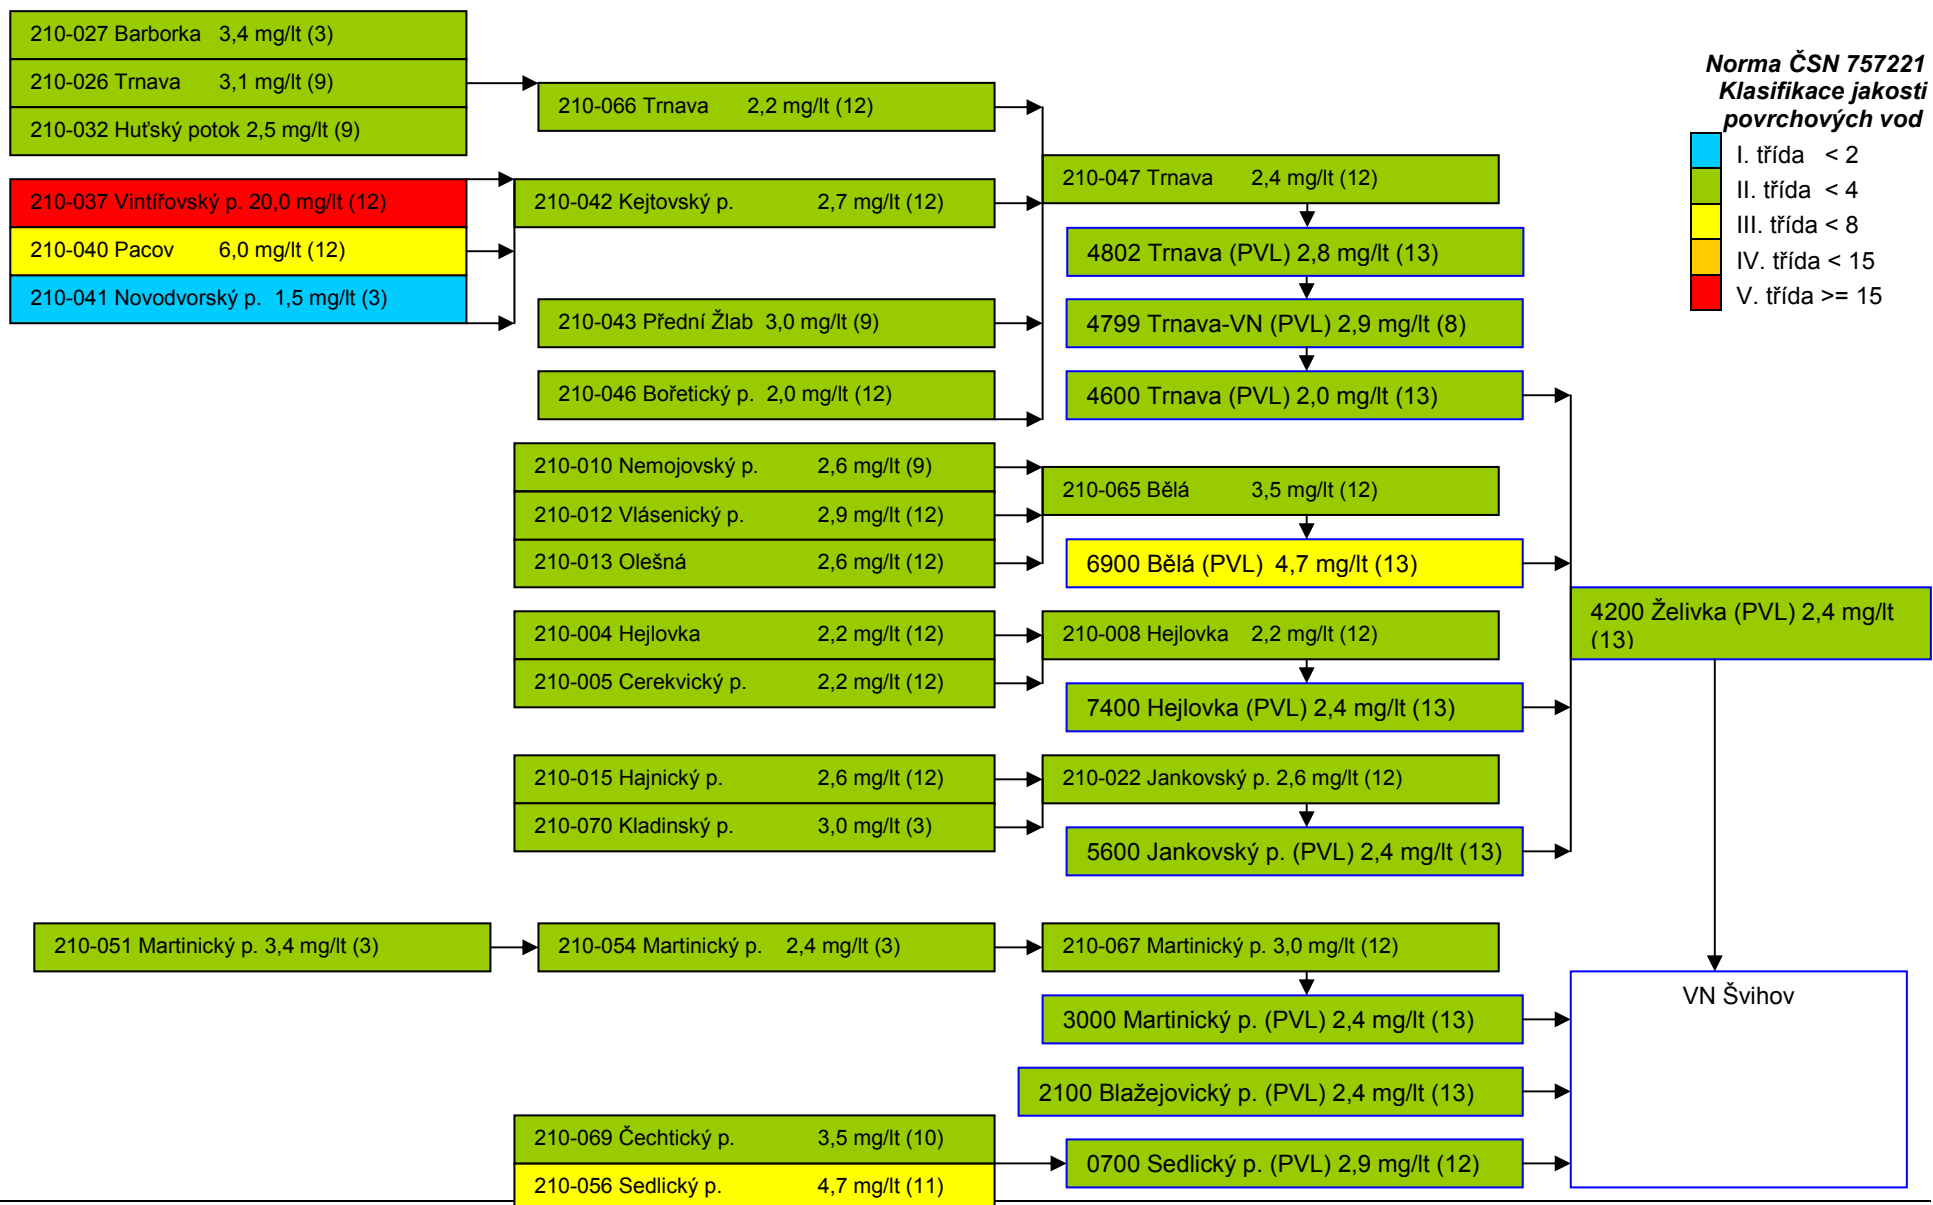 210-027 Barborka 3,4 mg/lt (3)
210-026 Trnava 3,1 mg/lt (9)
210-032 Huťský potok 2,5 mg/lt (9)
210-037 Vintířovský p. 20,0 mg/lt (12)
210-040 Pacov 6,0 mg/lt (12)
210-041 Novodvorský p. 1,5 mg/lt (3)
210-066 Trnava 2,2 mg/lt (12)
210-042 Kejtovský p. 2,7 mg/lt (12)
210-043 Přední Žlab 3,0 mg/lt (9)
210-046 Bořetický p. 2,0 mg/lt (12)
210-047 Trnava 2,4 mg/lt (12)
4802 Trnava (PVL) 2,8 mg/lt (13)
4799 Trnava-VN (PVL) 2,9 mg/lt (8)
4600 Trnava (PVL) 2,0 mg/lt (13)
Norma ČSN 757221
Klasifikace jakosti
povrchových vod
I. třída < 2
II. třída < 4
III. třída < 8
IV. třída < 15
V. třída >= 15
210-010 Nemojovský p. 2,6 mg/lt (9)
210-012 Vlásenický p. 2,9 mg/lt (12)
210-013 Olešná 2,6 mg/lt (12)
210-065 Bělá 3,5 mg/lt (12)
6900 Bělá (PVL) 4,7 mg/lt (13)
210-004 Hejlovka 2,2 mg/lt (12)
210-005 Cerekvický p. 2,2 mg/lt (12)
210-008 Hejlovka 2,2 mg/lt (12)
7400 Hejlovka (PVL) 2,4 mg/lt (13)
4200 Želivka (PVL) 2,4 mg/lt
(13)
210-015 Hajnický p. 2,6 mg/lt (12)
210-070 Kladinský p. 3,0 mg/lt (3)
210-022 Jankovský p. 2,6 mg/lt (12)
5600 Jankovský p. (PVL) 2,4 mg/lt (13)
210-051 Martinický p. 3,4 mg/lt (3)
210-054 Martinický p. 2,4 mg/lt (3)
210-067 Martinický p. 3,0 mg/lt (12)
3000 Martinický p. (PVL) 2,4 mg/lt (13)
VN Švihov
2100 Blažejovický p. (PVL) 2,4 mg/lt (13)
210-069 Čechtický p. 3,5 mg/lt (10)
210-056 Sedlický p. 4,7 mg/lt (11)
0700 Sedlický p. (PVL) 2,9 mg/lt (12)